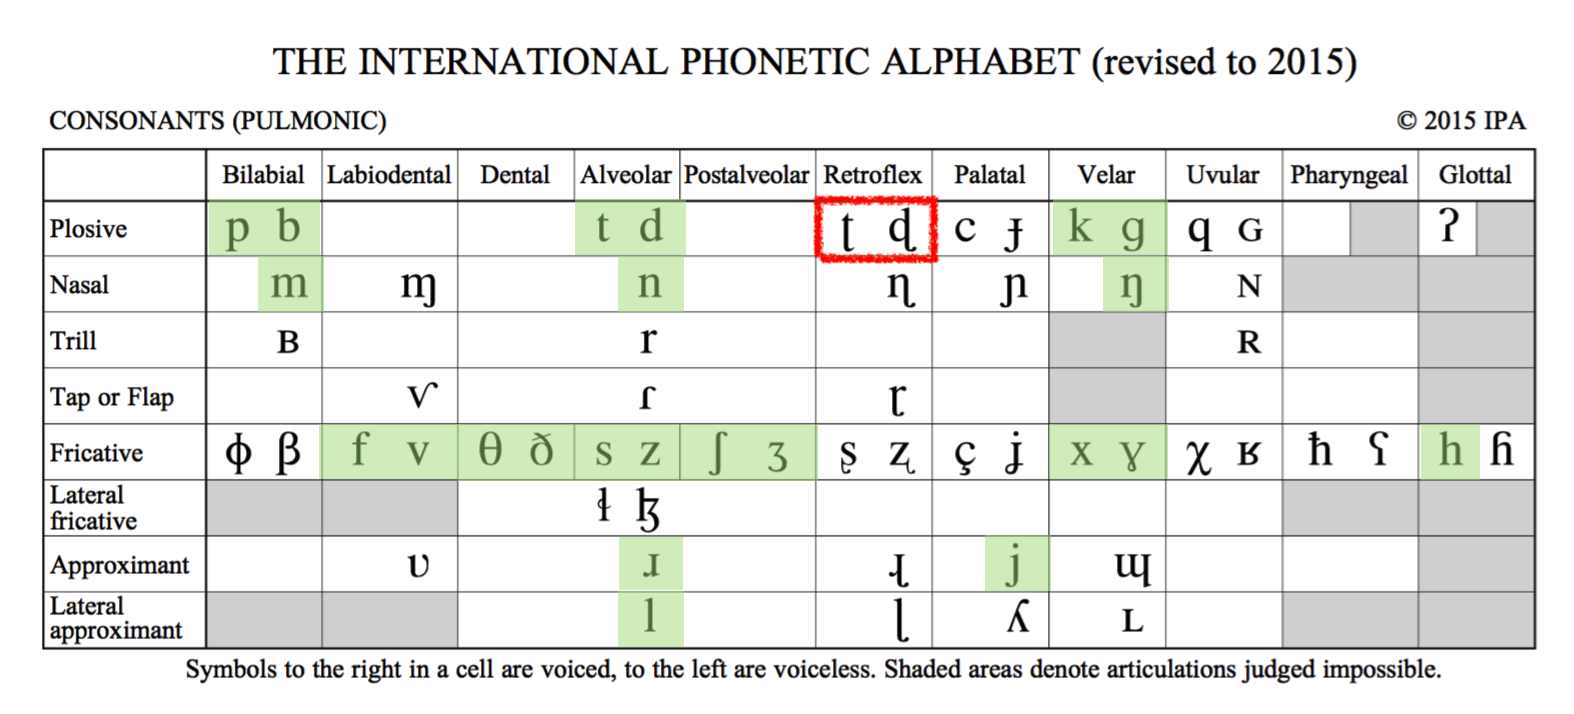 THE INTERNATIONAL PHONETIC ALPHABET (revised to 2015)
CONSONANTS (PULMONIC) © 2015 IPA
Bilabial Labiodental Dental Alveolar Postalveolar Retroflex Palatal Velar Uvular Pharyngeal Glottal
Plosive p b t d ʈ ɖ c ɟ k ɡ q ɢ ʔ
Nasal m ɱ n ɳ ɲ ŋ ɴ
Trill ʙ r ʀ
Tap or Flap ⱱ ɾ ɽ
Fricative ɸ β f v θ ð s z ʃ ʒ ʂ ʐ ç ʝ x ɣ χ ʁ ħ ʕ h ɦ
Lateral
fricative ɬ ɮ
Approximant ʋ ɹ ɻ j ɰ
Lateral
approximant l ɭ ʎ ʟ
Symbols to the right in a cell are voiced, to the left are voiceless. Shaded areas denote articulations judged impossible.